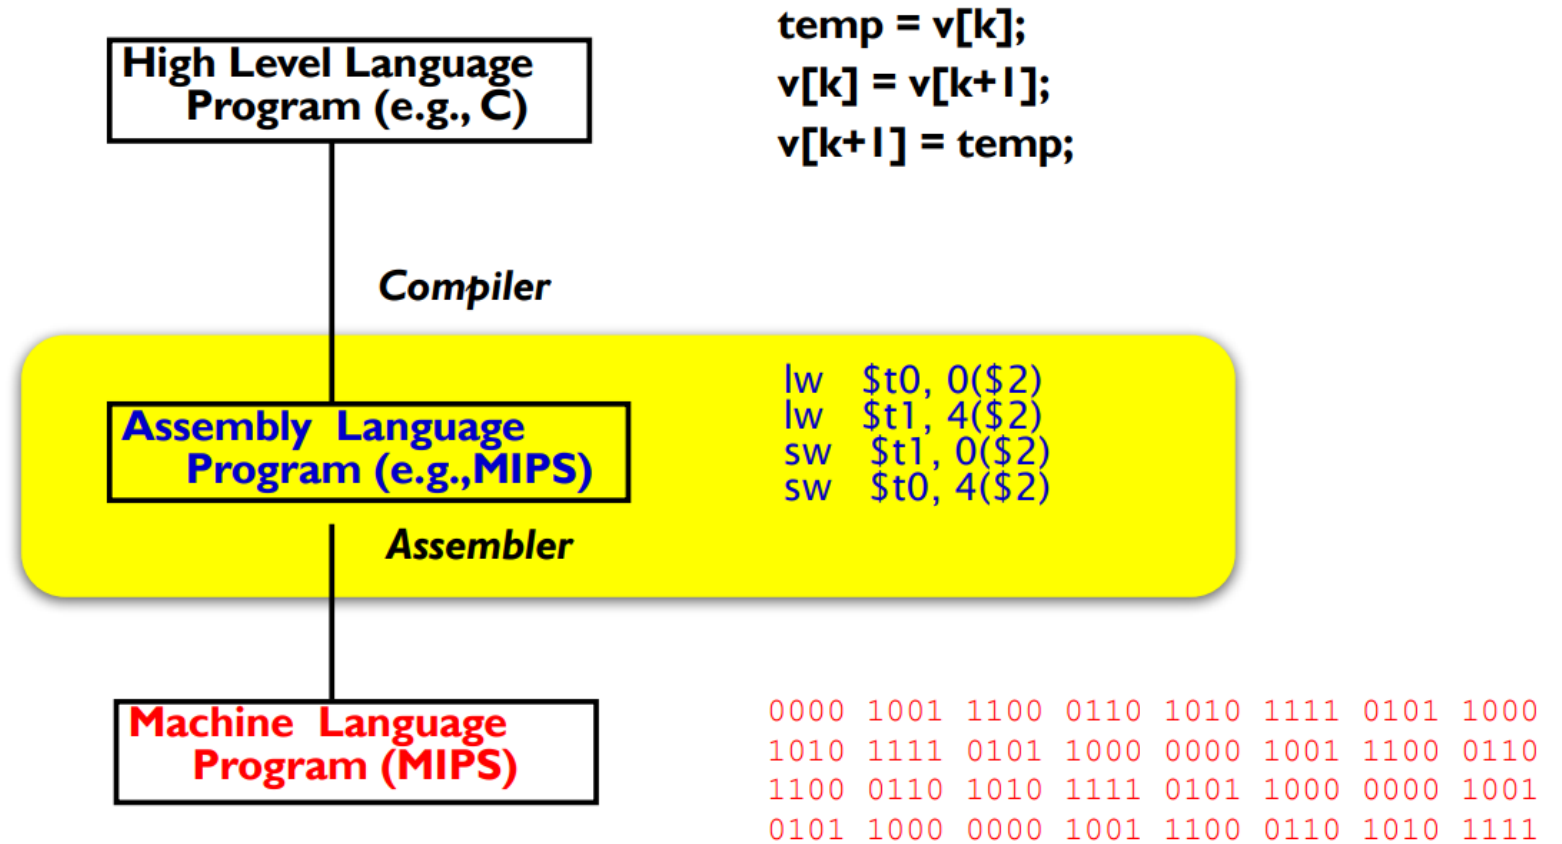 High Level Language
Program (e.g., C)
temp = v[k];
v[k] = v[k+1];
v[k+1] = temp;
Compiler
Assembly Language
Program (e.g.,MIPS)
lw $t0, 0($2)
lw $t1, 4($2)
sw $t1, 0($2)
sw $t0, 4($2)
Assembler
Machine Language
Program (MIPS)
0000 1001 1100 0110 1010 1111 0101 1000
1010 1111 0101 1000 0000 1001 1100 0110
1100 0110 1010 1111 0101 1000 0000 1001
0101 1000 0000 1001 1100 0110 1010 1111